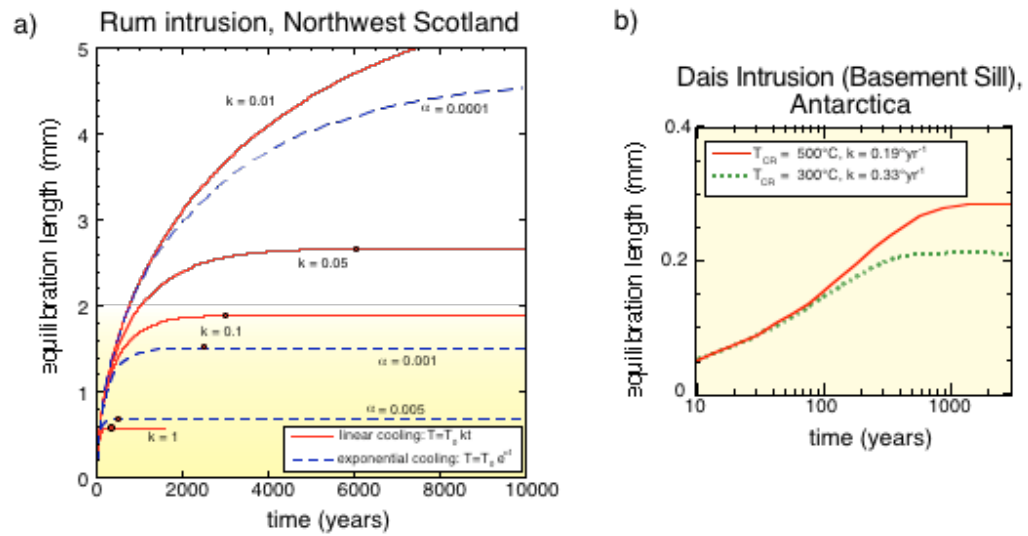 a)
Rum intrusion, Northwest Scotland
5
4
3
2
1
0
equilibration length (mm)
k = 0.01
α = 0.0001
k = 0.05
k = 0.1
α = 0.001
α = 0.005
k = 1
linear cooling: T=T₀ kt
exponential cooling: T=T₀ e
0
2000
4000
6000
8000
10000
time (years)
b)
Dais Intrusion (Basement Sill),
Antarctica
0.4
0.2
0
equilibration length (mm)
T_CR = 500°C, k = 0.19°yr⁻¹
T_CR = 300°C, k = 0.33°yr⁻¹
10
100
1000
time (years)